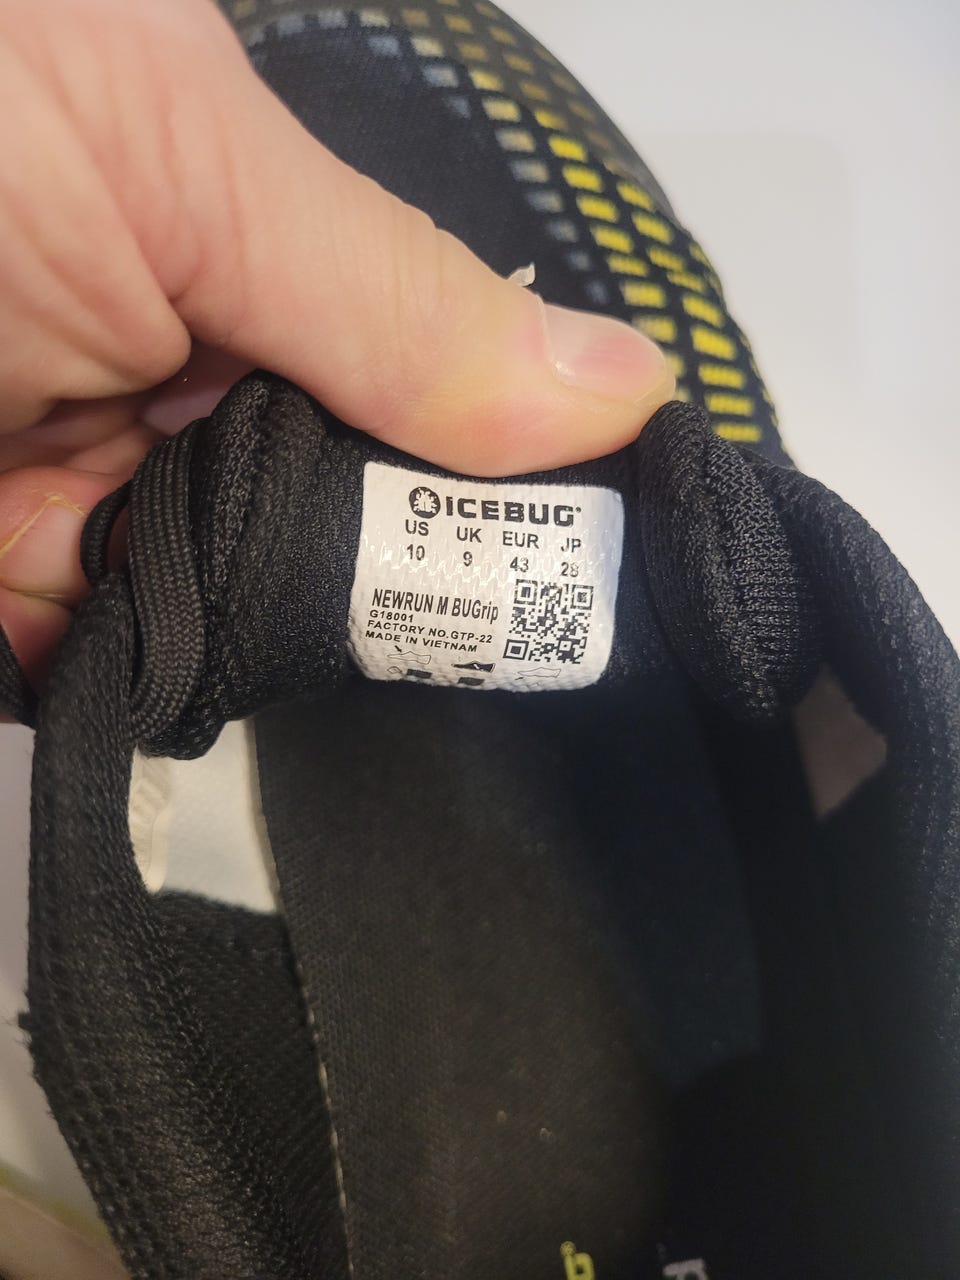 ICEBUG®
US UK EUR JP
10 9 43 28
NEWRUN M BUGrip
G18001
FACTORY NO.GTP-22
MADE IN VIETNAM